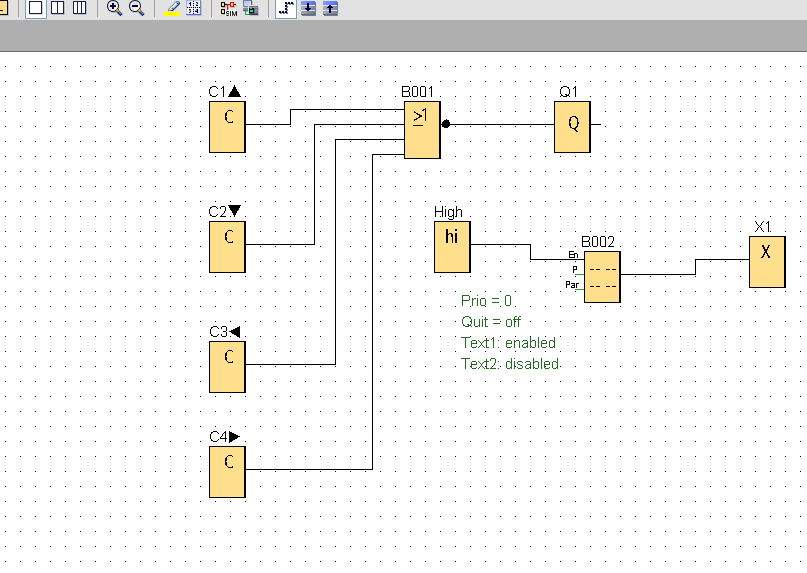 SIM
C1▲
C
B001
≥1
Q1
Q
C2▼
C
High
hi
B002
En
P
Par
X1
X
Prio = 0
Quit = off
Text1: enabled
Text2: disabled
C3◀
C
C4▶
C